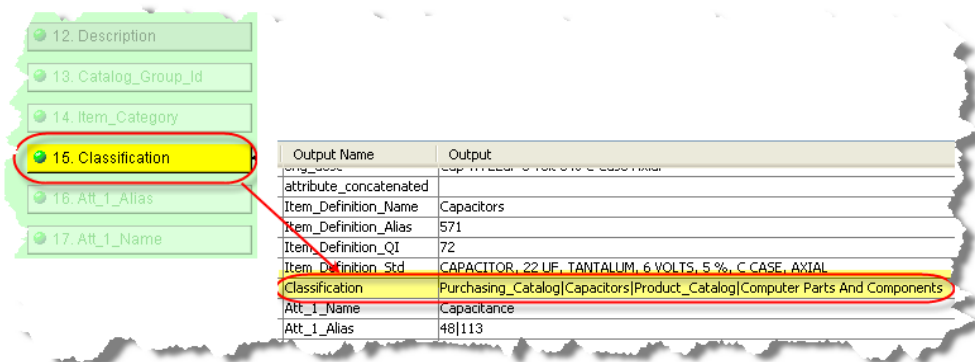 12. Description
13. Catalog_Group_Id
14. Item_Category
15. Classification
16. Att_1_Alias
17. Att_1_Name
Output Name Output
attribute_concatenated
Item_Definition_Name Capacitors
Item_Definition_Alias 571
Item_Definition_QI 72
Item_Definition_Std CAPACITOR, 22 UF, TANTALUM, 6 VOLTS, 5 %, C CASE, AXIAL
Classification Purchasing_Catalog|Capacitors|Product_Catalog|Computer Parts And Components
Att_1_Name Capacitance
Att_1_Alias 48|113